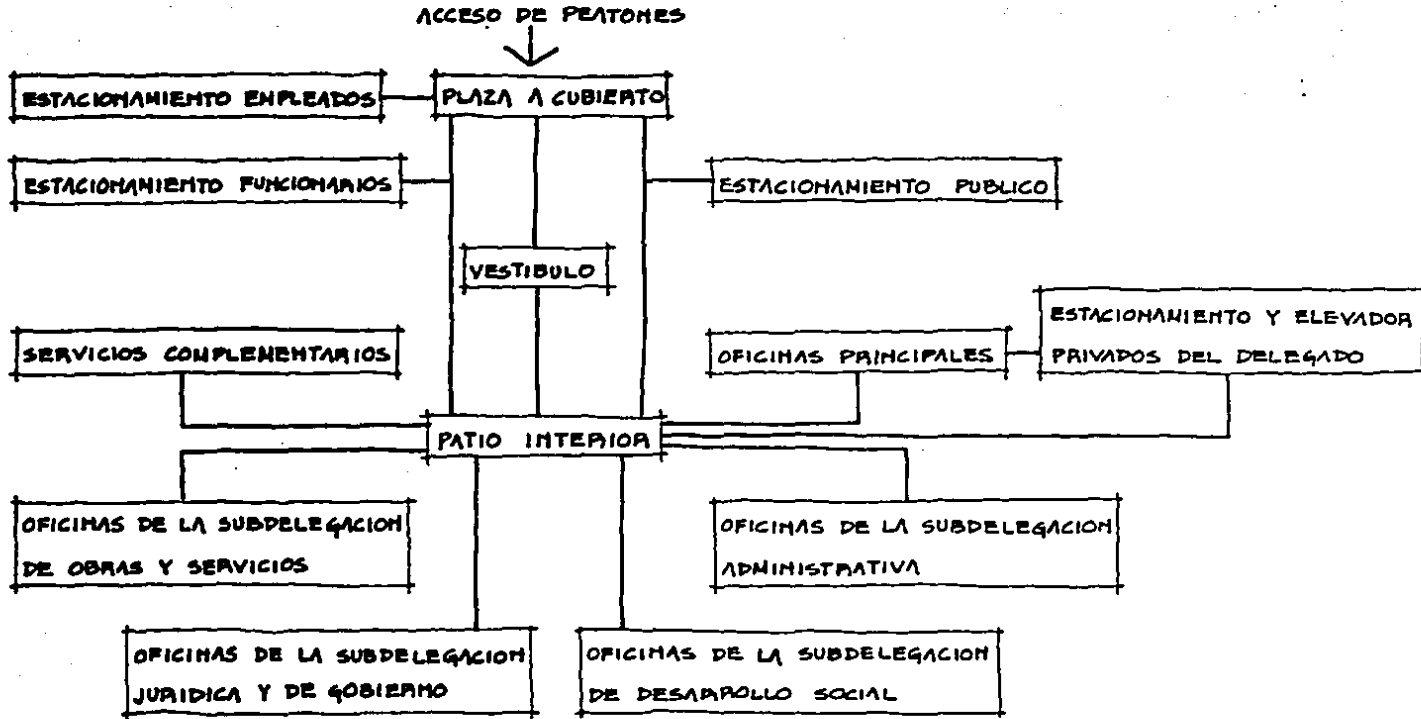 ACCESO DE PEATONES
ESTACIONAMIENTO EMPLEADOS
PLAZA A CUBIERTO
ESTACIONAMIENTO FUNCIONARIOS
ESTACIONAMIENTO PUBLICO
VESTIBULO
SERVICIOS COMPLEMENTARIOS
OFICINAS PRINCIPALES
ESTACIONAMIENTO Y ELEVADOR
PRIVADOS DEL DELEGADO
PATIO INTERIOR
OFICINAS DE LA SUBDELEGACION
DE OBRAS Y SERVICIOS
OFICINAS DE LA SUBDELEGACION
ADMINISTRATIVA
OFICINAS DE LA SUBDELEGACION
JURIDICA Y DE GOBIERNO
OFICINAS DE LA SUBDELEGACION
DE DESARROLLO SOCIAL